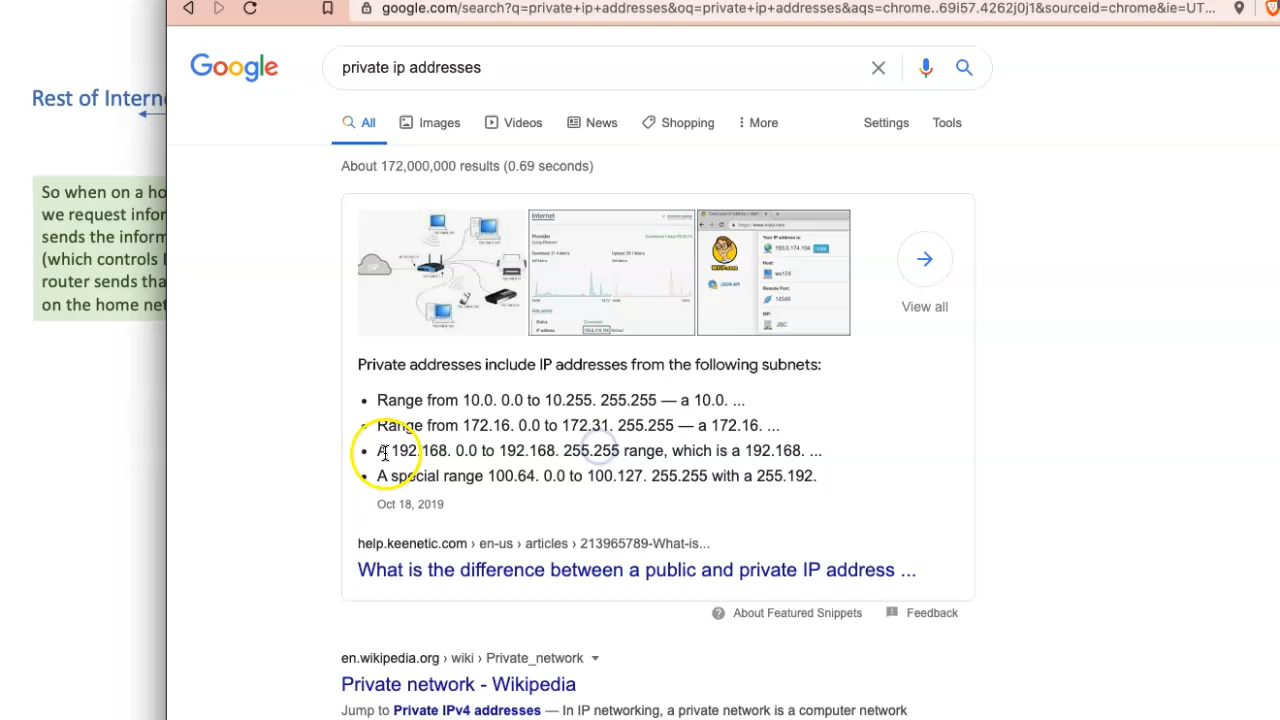 google.com/search?q=private+ip+addresses&oq=private+ip+addresses&aqs=chrome..69i57.4262j0j1&sourceid=chrome&ie=UT...
Google
private ip addresses
All
Images
Videos
News
Shopping
More
Settings
Tools
About 172,000,000 results (0.69 seconds)
Rest of Interne
So when on a ho
we request infor
sends the inform
(which controls I
router sends tha
on the home net
Internet
Provider
View all
Private addresses include IP addresses from the following subnets:
• Range from 10.0. 0.0 to 10.255. 255.255 — a 10.0. ...
• Range from 172.16. 0.0 to 172.31. 255.255 — a 172.16. ...
• A 192.168. 0.0 to 192.168. 255.255 range, which is a 192.168. ...
• A special range 100.64. 0.0 to 100.127. 255.255 with a 255.192.
Oct 18, 2019
help.keenetic.com › en-us › articles › 213965789-What-is...
What is the difference between a public and private IP address ...
About Featured Snippets
Feedback
en.wikipedia.org › wiki › Private_network
Private network - Wikipedia
Jump to Private IPv4 addresses — In IP networking, a private network is a computer network